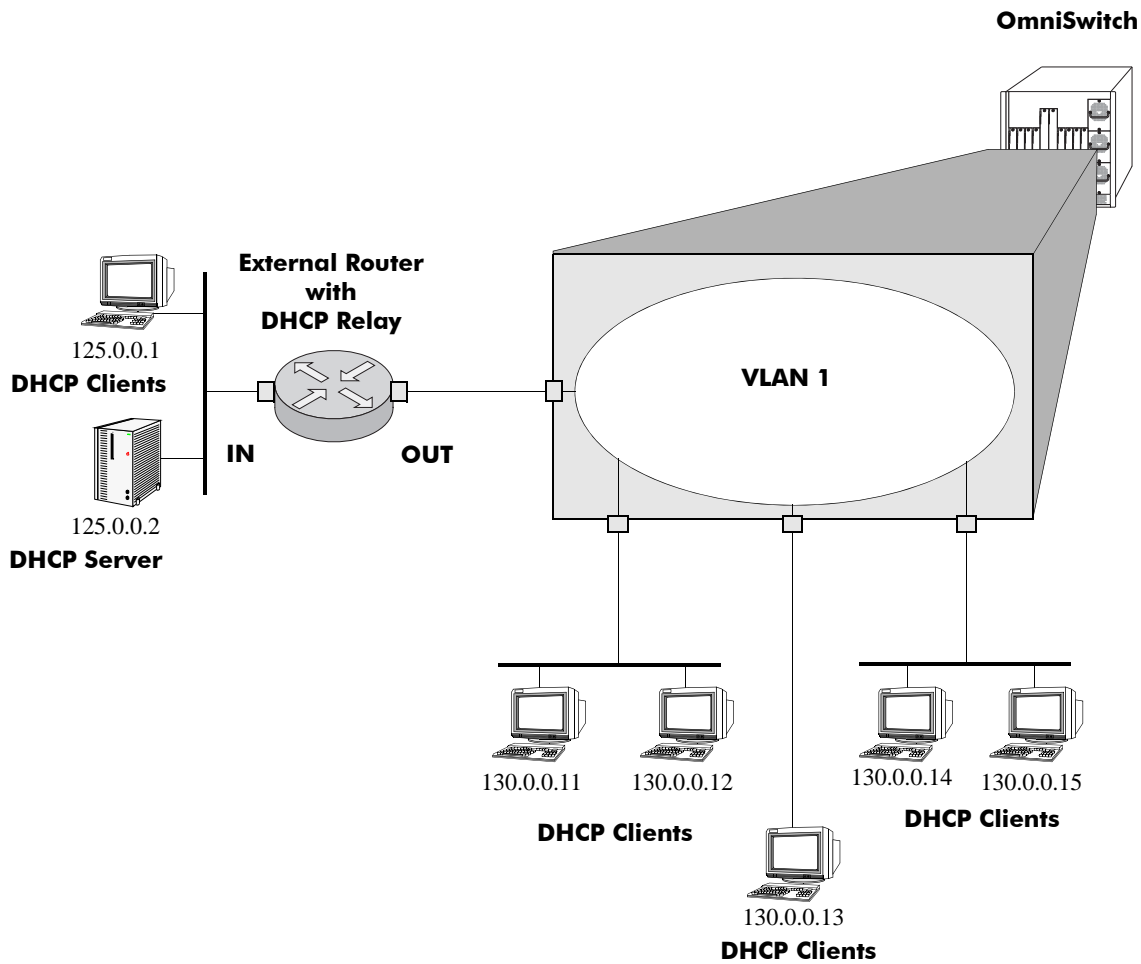 OmniSwitch
External Router
with
DHCP Relay
125.0.0.1
DHCP Clients
IN
OUT
VLAN 1
125.0.0.2
DHCP Server
130.0.0.11
130.0.0.12
DHCP Clients
130.0.0.14
130.0.0.15
DHCP Clients
130.0.0.13
DHCP Clients